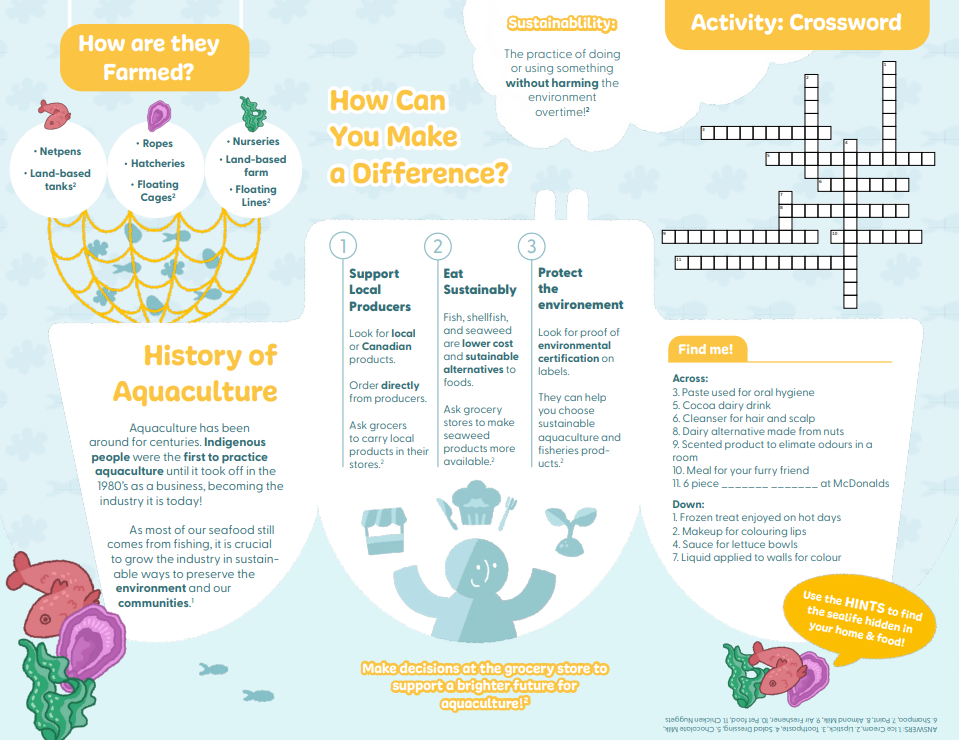 How are they
Farmed?
• Netpens
• Land-based
tanks²
• Ropes
• Hatcheries
• Floating
Cages²
• Nurseries
• Land-based
farm
• Floating
Lines²
History of
Aquaculture
Aquaculture has been
around for centuries. Indigenous
people were the first to practice
aquaculture until it took off in the
1980's as a business, becoming the
industry it is today!
As most of our seafood still
comes from fishing, it is crucial
to grow the industry in sustain-
able ways to preserve the
environment and our
communities.¹
How Can
You Make
a Difference?
Sustainablility:
The practice of doing
or using something
without harming the
environment
overtime!²
1
Support
Local
Producers
Look for local
or Canadian
products.
Order directly
from producers.
Ask grocers
to carry local
products in their
stores.²
2
Eat
Sustainably
Fish, shellfish,
and seaweed
are lower cost
and sutainable
alternatives to
foods.
Ask grocery
stores to make
seaweed
products more
available.²
3
Protect
the
environement
Look for proof of
environmental
certification on
labels.
They can help
you choose
sustainable
aquaculture and
fisheries prod-
ucts.²
Make decisions at the grocery store to
support a brighter future for
aquaculture!²
Activity: Crossword
1
2
3
4
5
6
7
8
9
10
11
Find me!
Across:
3. Paste used for oral hygiene
5. Cocoa dairy drink
6. Cleanser for hair and scalp
8. Dairy alternative made from nuts
9. Scented product to elimate odours in a
room
10. Meal for your furry friend
11. 6 piece _______ _______ at McDonalds
Down:
1. Frozen treat enjoyed on hot days
2. Makeup for colouring lips
4. Sauce for lettuce bowls
7. Liquid applied to walls for colour
Use the HINTS to find
the sealife hidden in
your home & food!
ANSWERS: 1 Ice Cream, 2. Lipstick, 3. Toothpaste, 4. Salad Dressing, 5. Chocolate Milk,
6. Shampoo, 7. Paint, 8. Almond Milk, 9. Air Freshener, 10. Pet food, 11. Chicken Nuggets